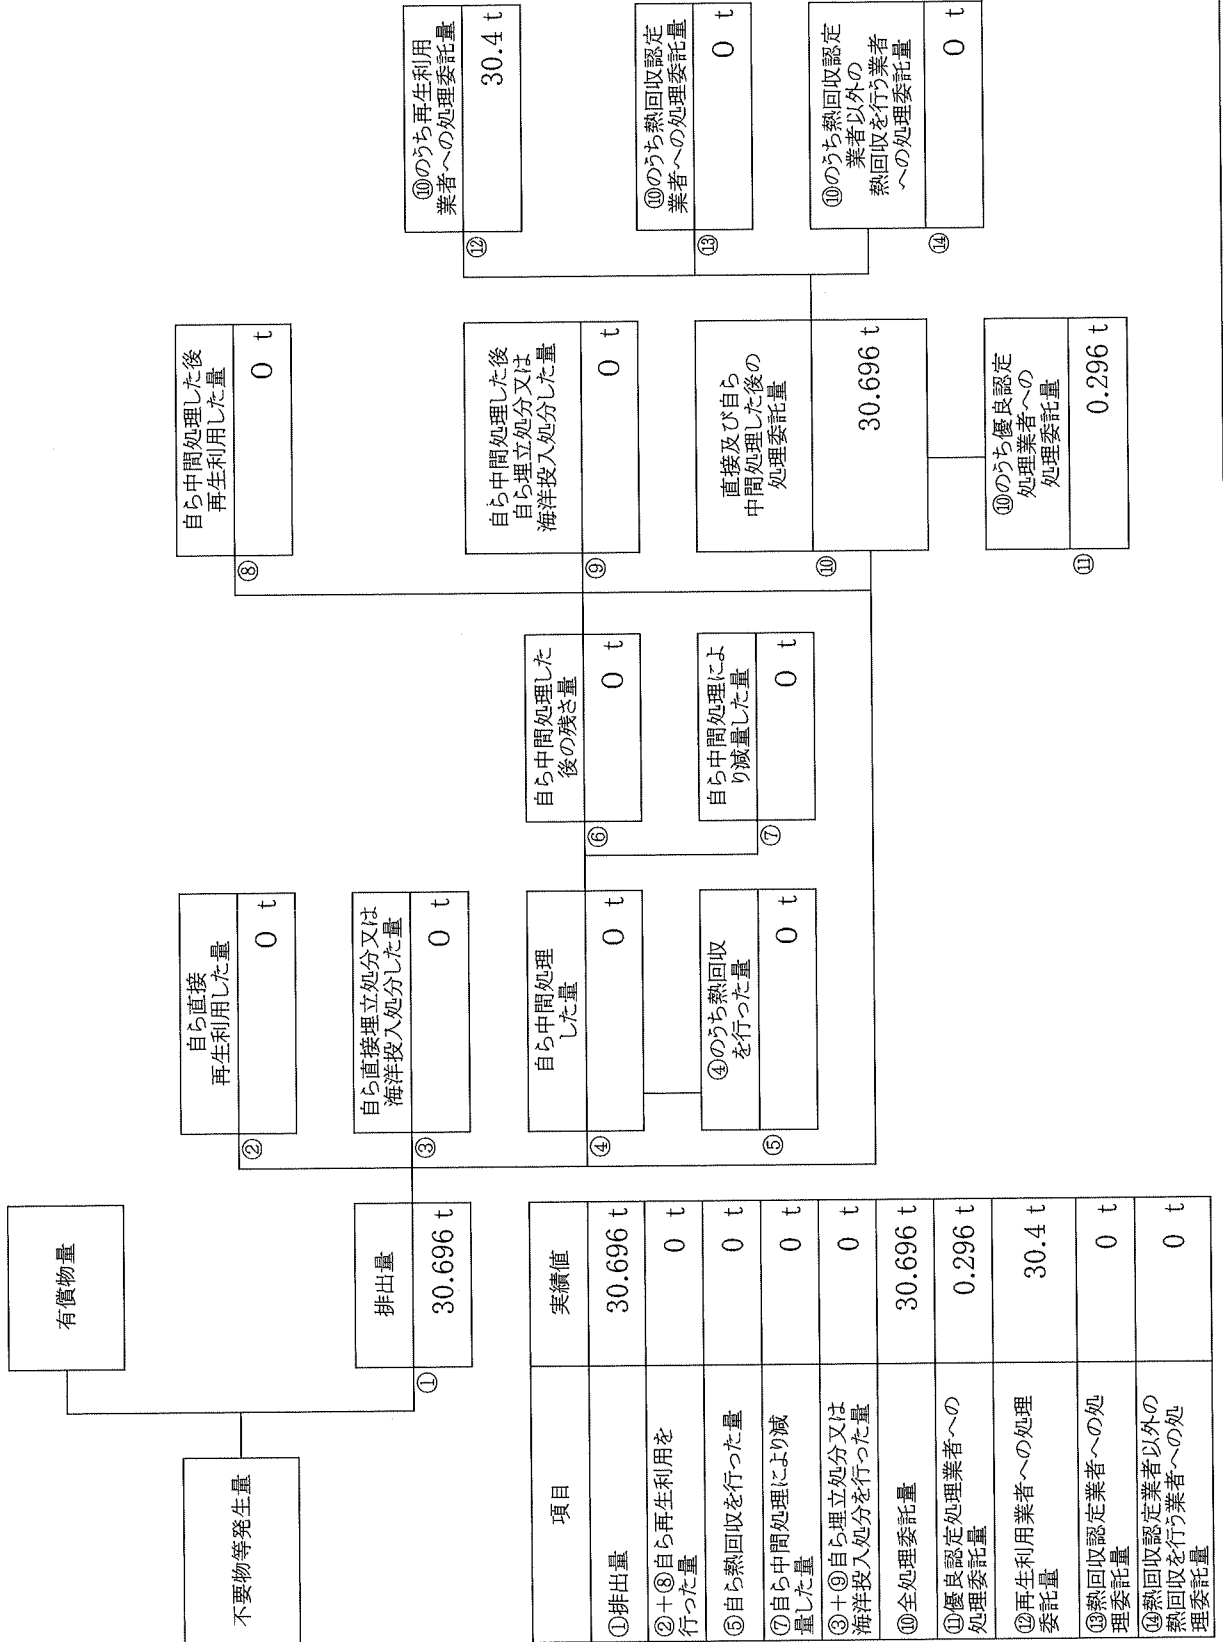 不要物等発生量
有償物量
①
排出量
30.696 t
②
自ら直接
再生利用した量
0 t
③
自ら直接埋立処分又は
海洋投入処分した量
0 t
④
自ら中間処理
した量
0 t
⑤
④のうち熱回収
を行った量
0 t
⑥
自ら中間処理した
後の残さ量
0 t
⑦
自ら中間処理によ
り減量した量
0 t
⑧
自ら中間処理した後
再生利用した量
0 t
⑨
自ら中間処理した後
自ら埋立処分又は
海洋投入処分した量
0 t
⑩
直接及び自ら
中間処理した後の
処理委託量
30.696 t
⑪
⑩のうち優良認定
処理業者への
処理委託量
0.296 t
⑫
⑩のうち再生利用
業者への処理委託量
30.4 t
⑬
⑩のうち熱回収認定
業者への処理委託量
0 t
⑭
⑩のうち熱回収認定
業者以外の
熱回収を行う業者
への処理委託量
0 t
項目 実績値
①排出量 30.696 t
②+⑧自ら再生利用を
行った量 0 t
⑤自ら熱回収を行った量 0 t
⑦自ら中間処理により減
量した量 0 t
③+⑨自ら埋立処分又は
海洋投入処分を行った量 0 t
⑩全処理委託量 30.696 t
⑪優良認定処理業者への
処理委託量 0.296 t
⑫再生利用業者への処理
委託量 30.4 t
⑬熱回収認定業者への処
理委託量 0 t
⑭熱回収認定業者以外の
熱回収を行う業者への処
理委託量 0 t